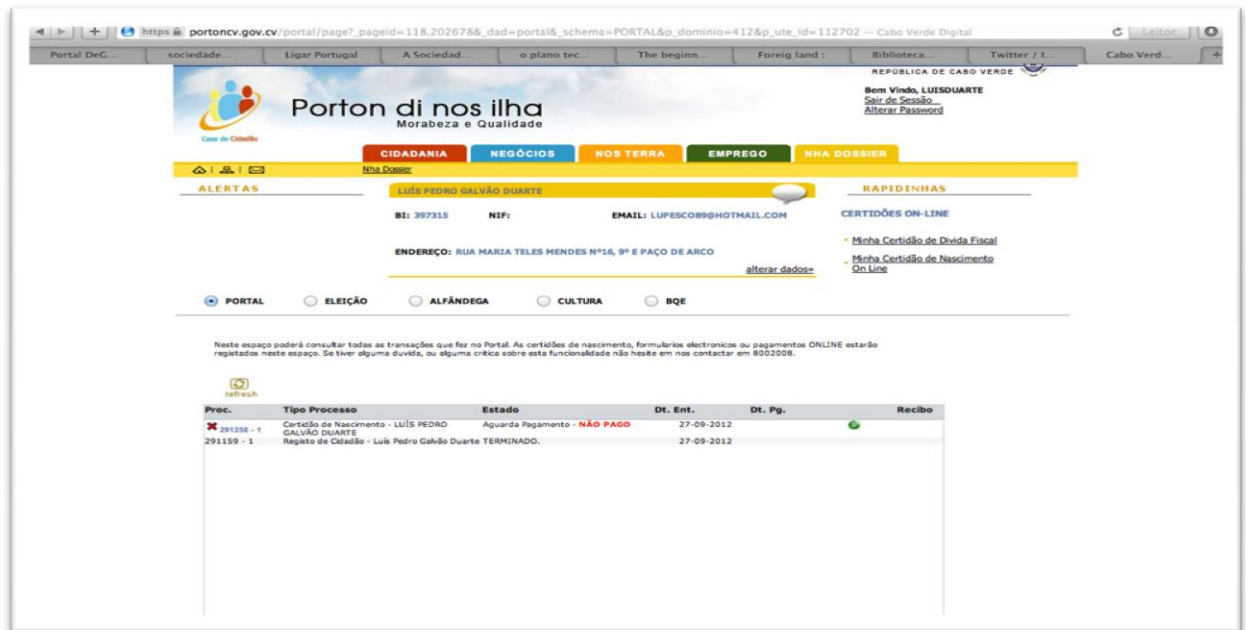 https portoncv.gov.cv/portal/page?_pageid=118,202678&_dad=portal&_schema=PORTAL&p_dominio=412&p_ute_id=112702 — Cabo Verde Digital
Leitor
Portal DeG... sociedade... Ligar Portugal A Sociedad... o plano tec... The beginn... Foreig land : Biblioteca... Twitter / I... Cabo Verd...
REPÚBLICA DE CABO VERDE
Casa do Cidadão
Porton di nos ilha
Morabeza e Qualidade
Bem Vindo, LUISDUARTE
Sair de Sessão
Alterar Password
CIDADANIA NEGÓCIOS NOS TERRA EMPREGO NHA DOSSIER
Nha Dossier
ALERTAS
LUÍS PEDRO GALVÃO DUARTE
BI: 397315 NIF: EMAIL: LUPESCO89@HOTMAIL.COM
ENDEREÇO: RUA MARIA TELES MENDES Nº16, 9º E PAÇO DE ARCO
alterar dados»
RAPIDINHAS
CERTIDÕES ON-LINE
Minha Certidão de Divida Fiscal
Minha Certidão de Nascimento
On Line
PORTAL ELEIÇÃO ALFÂNDEGA CULTURA BQE
Neste espaço poderá consultar todas as transações que fez no Portal. As certidões de nascimento, formularios electronicos ou pagamentos ONLINE estarão
registados neste espaço. Se tiver alguma duvida, ou alguma critica sobre esta funcionalidade não hesite em nos contactar em 8002008.
refresh
Proc. Tipo Processo Estado Dt. Ent. Dt. Pg. Recibo
291258 - 1 Certidão de Nascimento - LUÍS PEDRO Aguarda Pagamento - NÃO PAGO 27-09-2012
GALVÃO DUARTE
291159 - 1 Registo de Cidadão - Luís Pedro Galvão Duarte TERMINADO. 27-09-2012